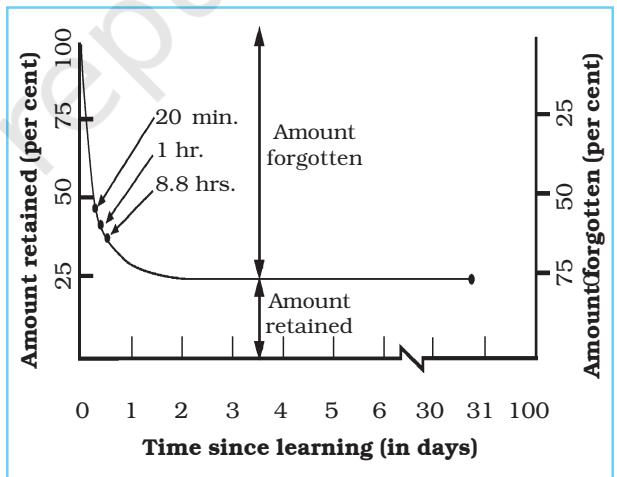 Amount retained (per cent)
100
75
50
25
20 min.
1 hr.
8.8 hrs.
Amount
forgotten
Amount
retained
25
50
75
Amount forgotten (per cent)
0 1 2 3 4 5 6 30 31 100
Time since learning (in days)